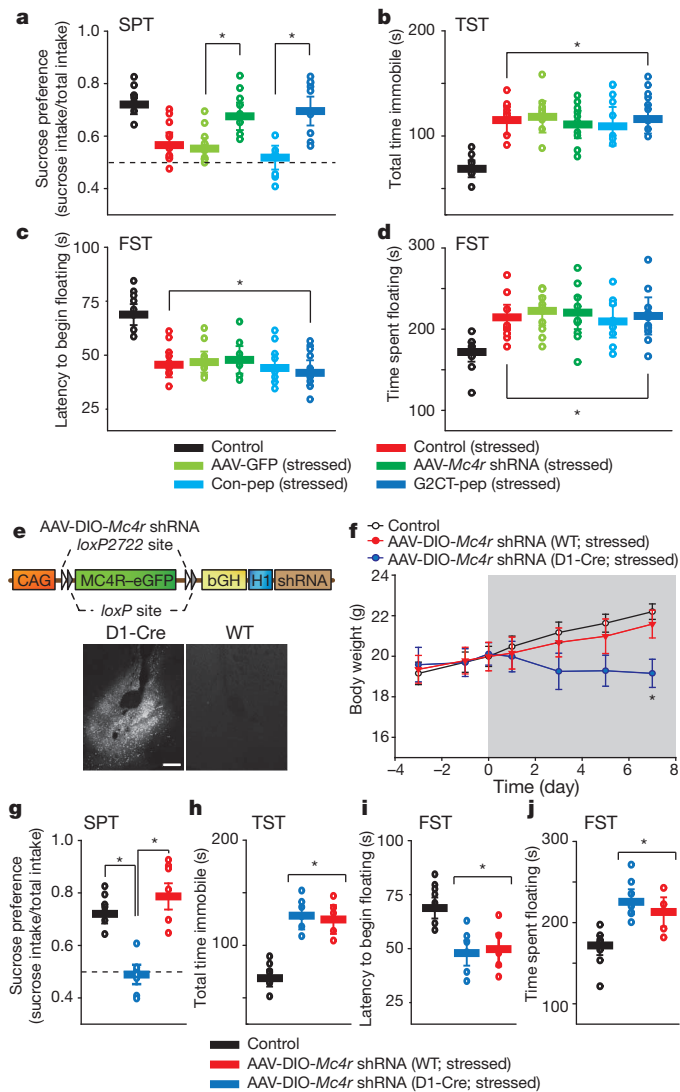 a
SPT
Sucrose preference
(sucrose intake/total intake)
1.0
0.8
0.6
0.4
*
*
b
TST
Total time immobile (s)
200
100
0
*
c
FST
Latency to begin floating (s)
100
75
50
25
*
d
FST
Time spent floating (s)
300
200
100
*
Control
Control (stressed)
AAV-GFP (stressed)
AAV-Mc4r shRNA (stressed)
Con-pep (stressed)
G2CT-pep (stressed)
e
AAV-DIO-Mc4r shRNA
loxP2722 site
CAG
MC4R–eGFP
bGH
H1
shRNA
loxP site
D1-Cre
WT
f
Control
AAV-DIO-Mc4r shRNA (WT; stressed)
AAV-DIO-Mc4r shRNA (D1-Cre; stressed)
Body weight (g)
24
22
20
18
16
*
−4 −2 0 2 4 6 8
Time (day)
g
SPT
Sucrose preference
(sucrose intake/total intake)
1.0
0.8
0.6
0.4
*
*
h
TST
Total time immobile (s)
200
100
0
*
i
FST
Latency to begin floating (s)
100
75
50
25
*
j
FST
Time spent floating (s)
300
200
100
*
Control
AAV-DIO-Mc4r shRNA (WT; stressed)
AAV-DIO-Mc4r shRNA (D1-Cre; stressed)